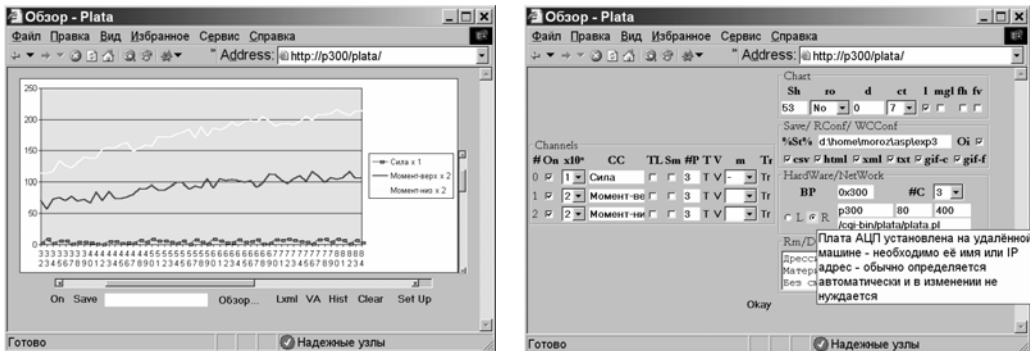 Обзор - Plata
Файл Правка Вид Избранное Сервис Справка
Address: http://p300/plata/
250
200
150
100
50
0
Сила x 1
Момент-верх x 2
Момент-низ x 2
On Save Обзор... Lxml VA Hist Clear Set Up
Готово Надежные узлы
Обзор - Plata
Файл Правка Вид Избранное Сервис Справка
Address: http://p300/plata/
Chart
Sh ro d ct l mgl fh fv
53 No 0 7
Save/ RConf/ WCConf
%St% d:\home\moroz\asp\exp3 Oi
csv html xml txt gif-c gif-f
Channels
# On x10ⁿ CC TL Sm #P T V m Tr
0 1 Сила 3 T V - Tr
1 2 Момент-ве 3 T V Tr
2 2 Момент-ни 3 T V Tr
HardWare/NetWork
BP 0x300 #C 3
L R p300 80 400
/cgi-bin/plata/plata.pl
Rm/D
Дресси
Матери
Без с
Плата АЦП установлена на удалённой
машине - необходимо её имя или IP
адрес - обычно определяется
автоматически и в изменении не
нуждается
Okay
Готово Надежные узлы